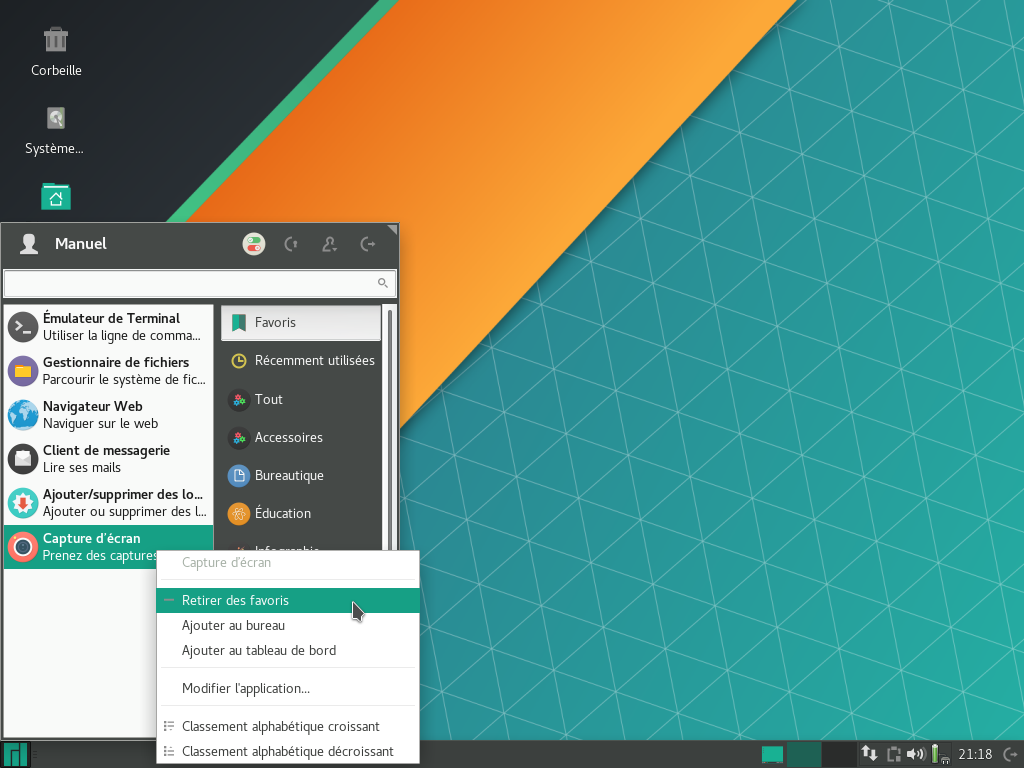 Corbeille
Système...
Manuel
Émulateur de Terminal
Utiliser la ligne de comma...
Gestionnaire de fichiers
Parcourir le système de fic...
Navigateur Web
Naviguer sur le web
Client de messagerie
Lire ses mails
Ajouter/supprimer des lo...
Ajouter ou supprimer des l...
Capture d'écran
Prenez des captures
Favoris
Récemment utilisées
Tout
Accessoires
Bureautique
Éducation
Infographie
Capture d'écran
Retirer des favoris
Ajouter au bureau
Ajouter au tableau de bord
Modifier l'application...
Classement alphabétique croissant
Classement alphabétique décroissant
21:18